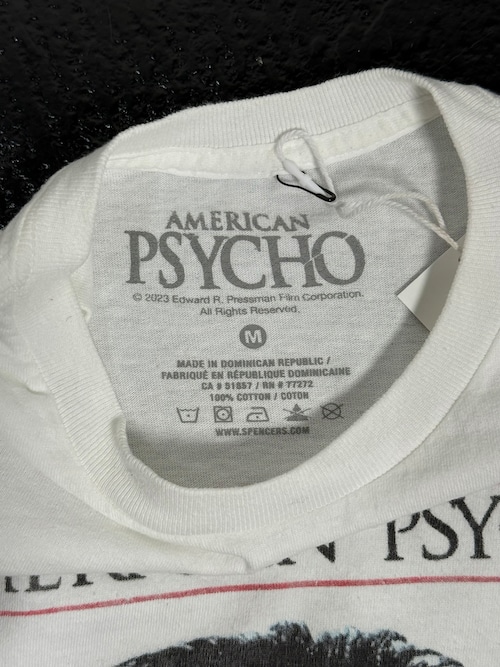 AMERICAN
PSYCHO
© 2023 Edward R. Pressman Film Corporation.
All Rights Reserved.
M
MADE IN DOMINICAN REPUBLIC /
FABRIQUÉ EN RÉPUBLIQUE DOMINICAINE
CA # 51857 / RN # 77272
100% COTTON / COTON
WWW.SPENCERS.COM
PSY